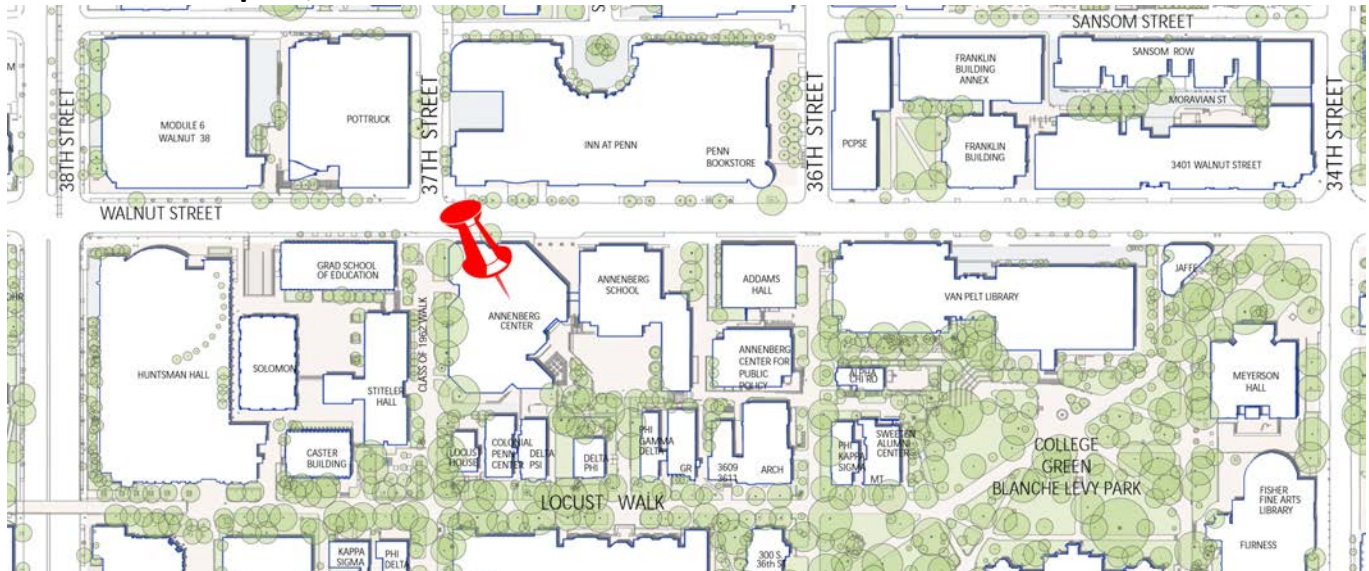 SANSOM STREET
SANSOM ROW
FRANKLIN
BUILDING
ANNEX
MORAVIAN ST
38TH STREET
MODULE 6
WALNUT 38
POTTRUCK
37TH STREET
INN AT PENN
PENN
BOOKSTORE
36TH STREET
PCPSE
FRANKLIN
BUILDING
3401 WALNUT STREET
34TH STREET
WALNUT STREET
GRAD SCHOOL
OF EDUCATION
ANNENBERG
SCHOOL
ADDAMS
HALL
JAFFE
VAN PELT LIBRARY
ANNENBERG
CENTER
CLASS OF 1962 WALK
HUNTSMAN HALL
SOLOMON
STITELER
HALL
ANNENBERG
CENTER FOR
PUBLIC
POLICY
ALPHA
CHI RO
MEYERSON
HALL
CASTER
BUILDING
LOCUST
HOUSE
COLONIAL
PENN
CENTER
DELTA
PSI
DELTA
PHI
PHI
GAMMA
DELTA
GR
3609
3611
ARCH
PHI
KAPPA
SIGMA
SWEETEN
ALUMNI
CENTER
MT
COLLEGE
GREEN
BLANCHE LEVY PARK
LOCUST WALK
FISHER
FINE ARTS
LIBRARY
FURNESS
KAPPA
SIGMA
PHI
DELTA
300 S.
36th S